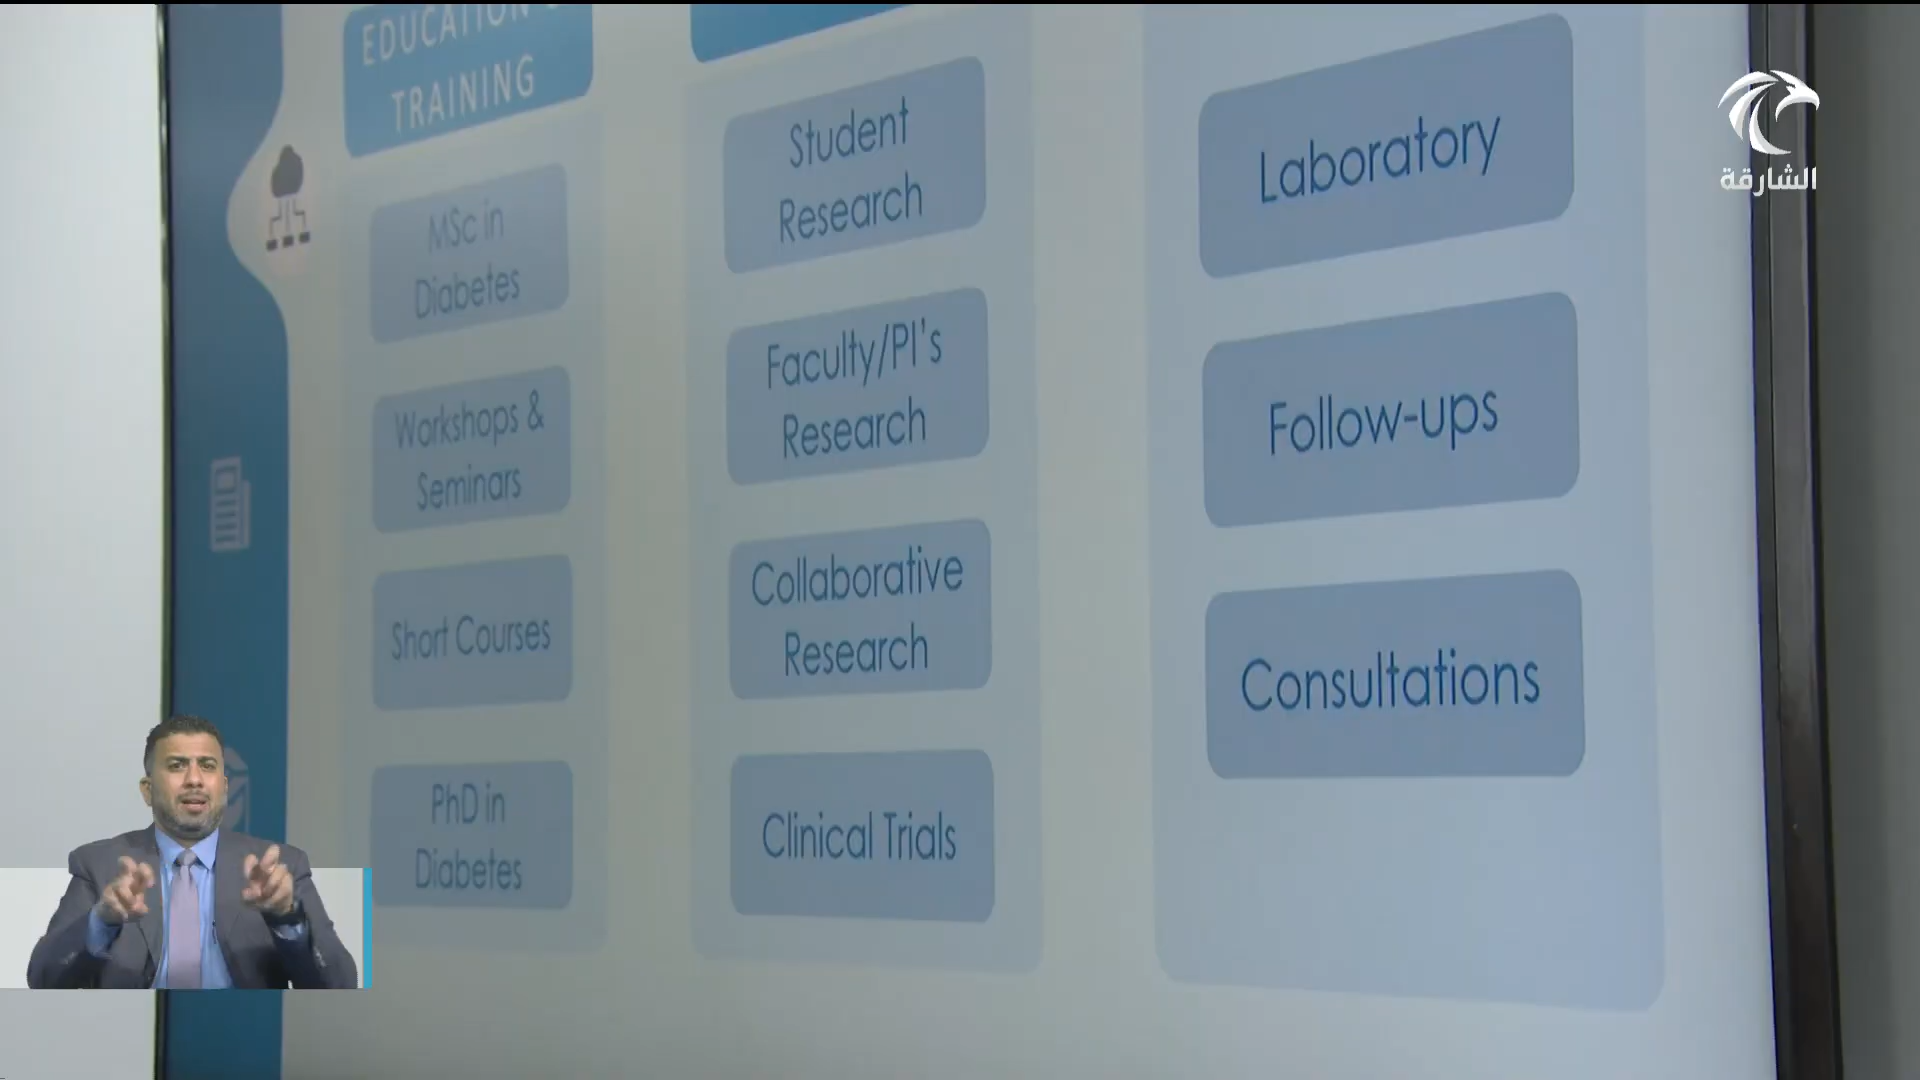 EDUCATION
TRAINING
MSc in
Diabetes
Workshops &
Seminars
Short Courses
PhD in
Diabetes
Student
Research
Faculty/PI's
Research
Collaborative
Research
Clinical Trials
Laboratory
Follow-ups
Consultations
الشارقة